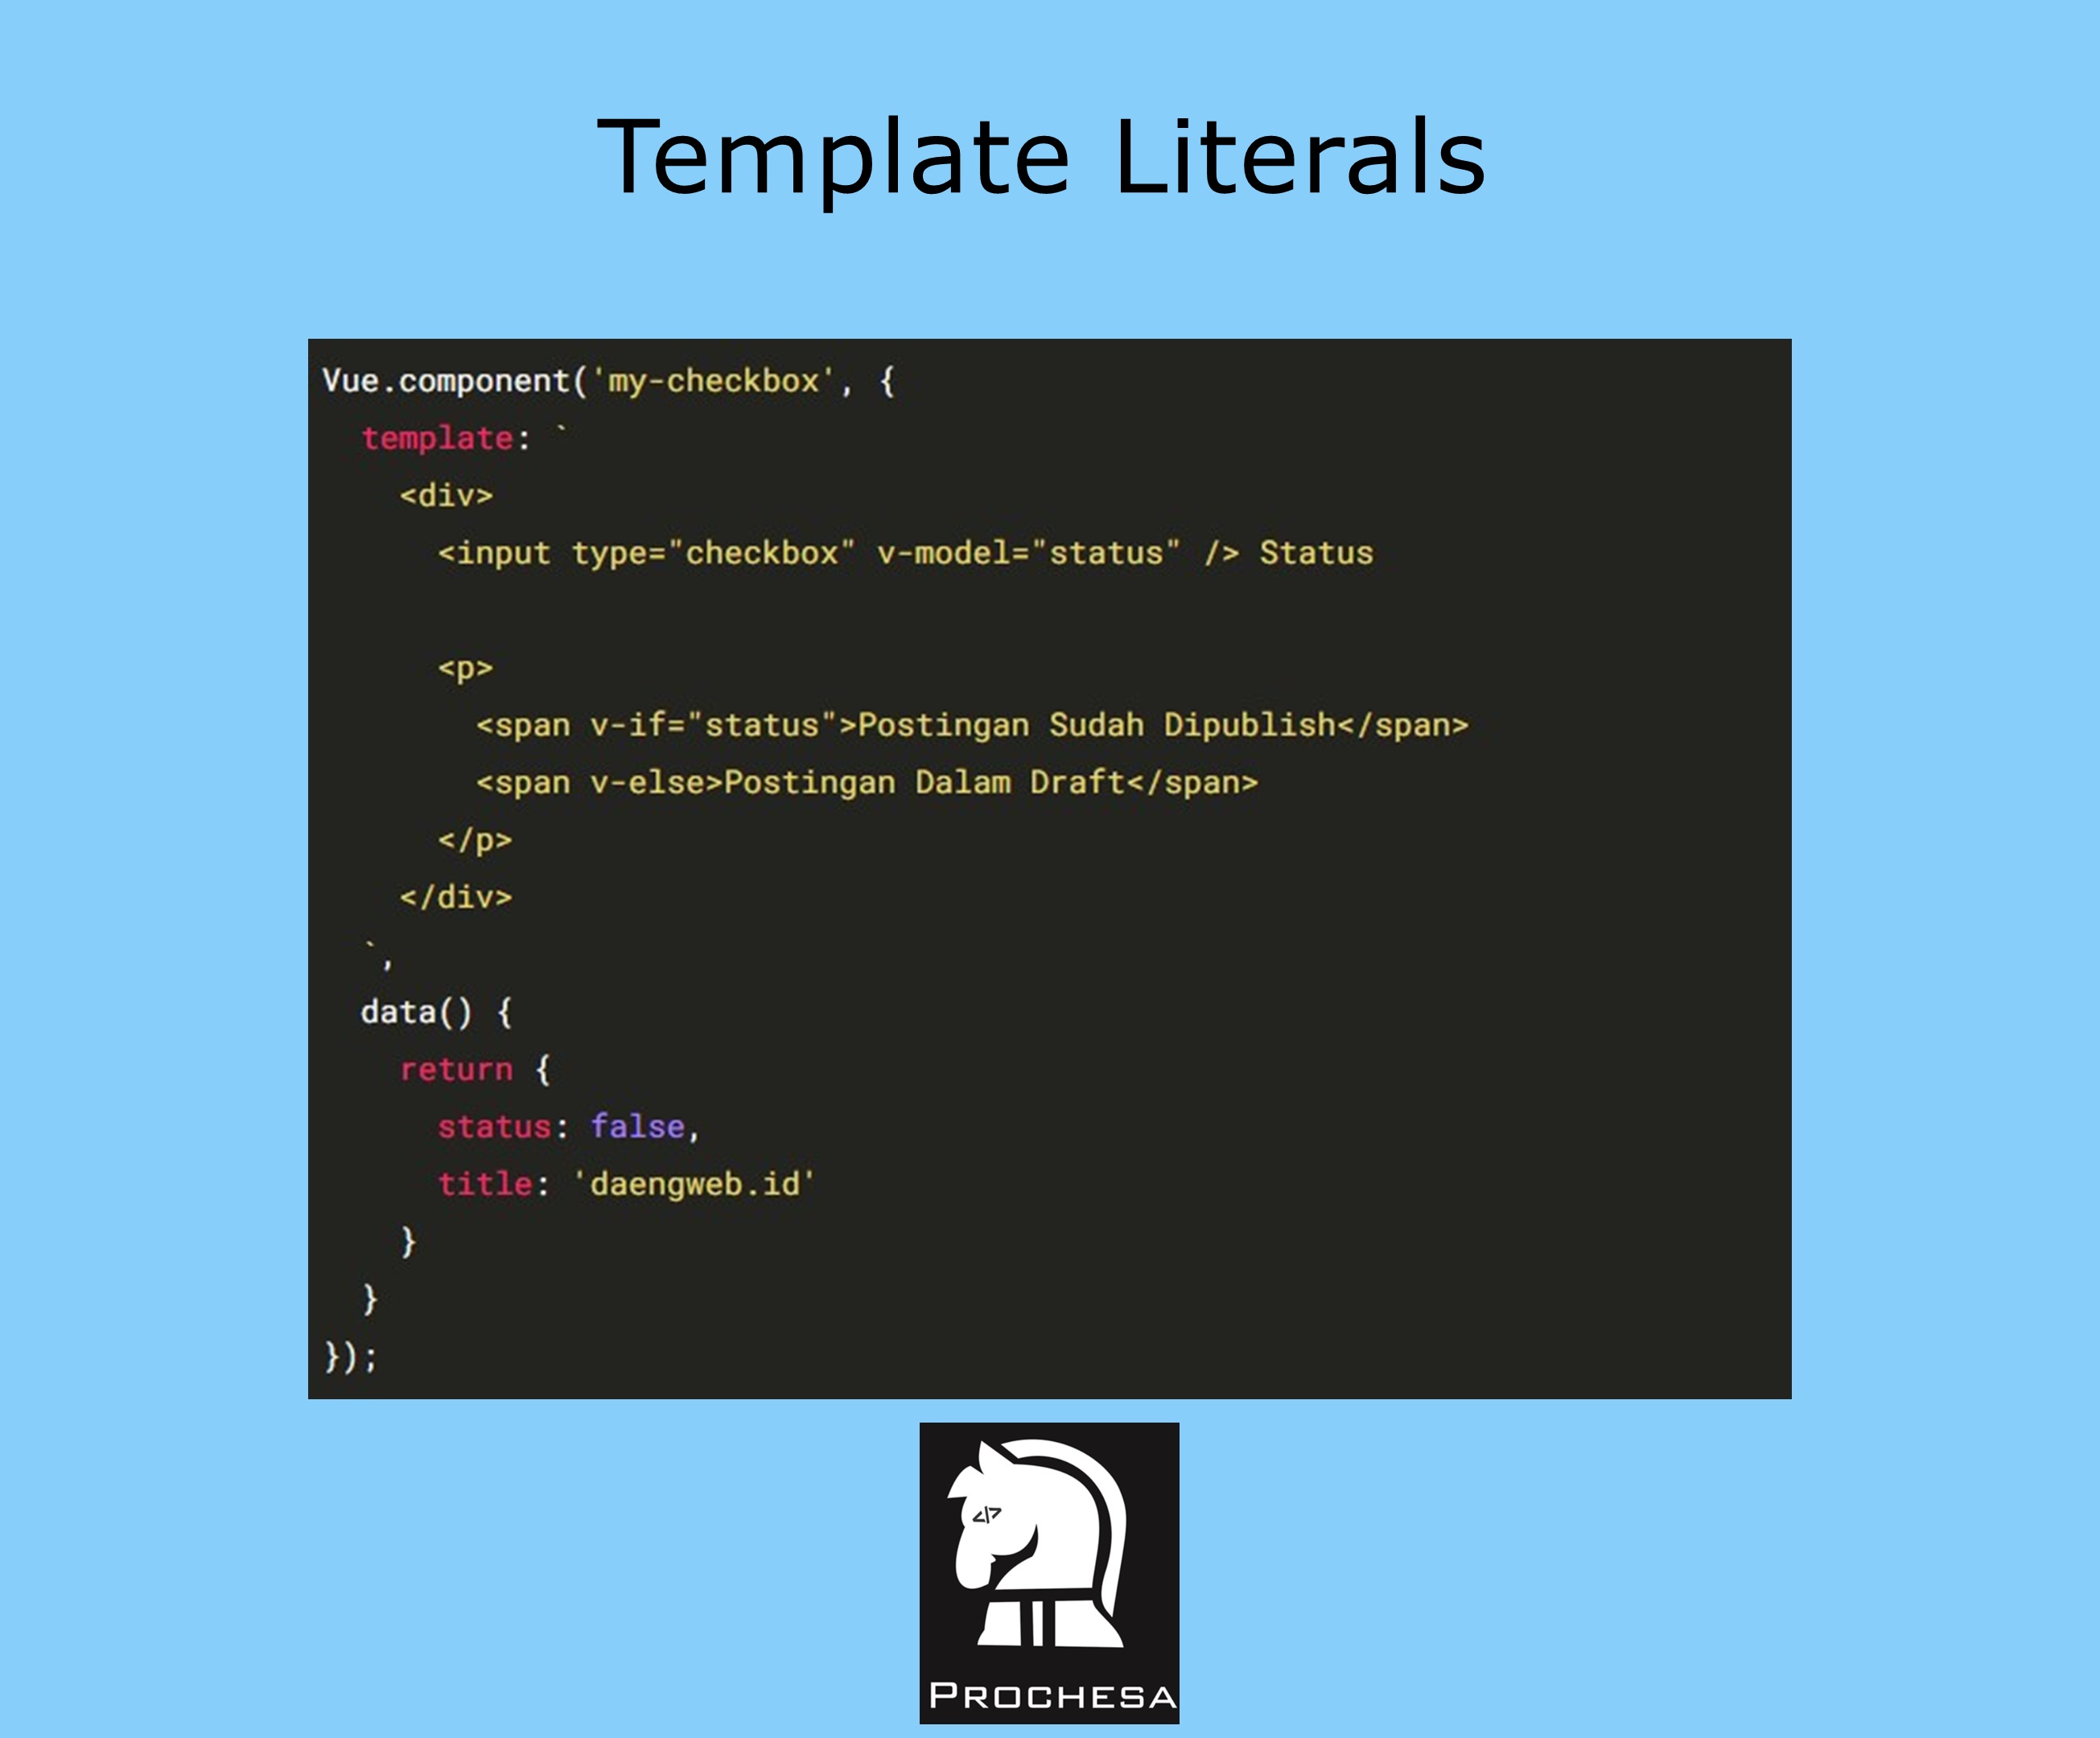 Template Literals
Vue.component('my-checkbox', {
  template: `
    <div>
      <input type="checkbox" v-model="status" /> Status

      <p>
        <span v-if="status">Postingan Sudah Dipublish</span>
        <span v-else>Postingan Dalam Draft</span>
      </p>
    </div>
  `,
  data() {
    return {
      status: false,
      title: 'daengweb.id'
    }
  }
});
</>
PROCHESA